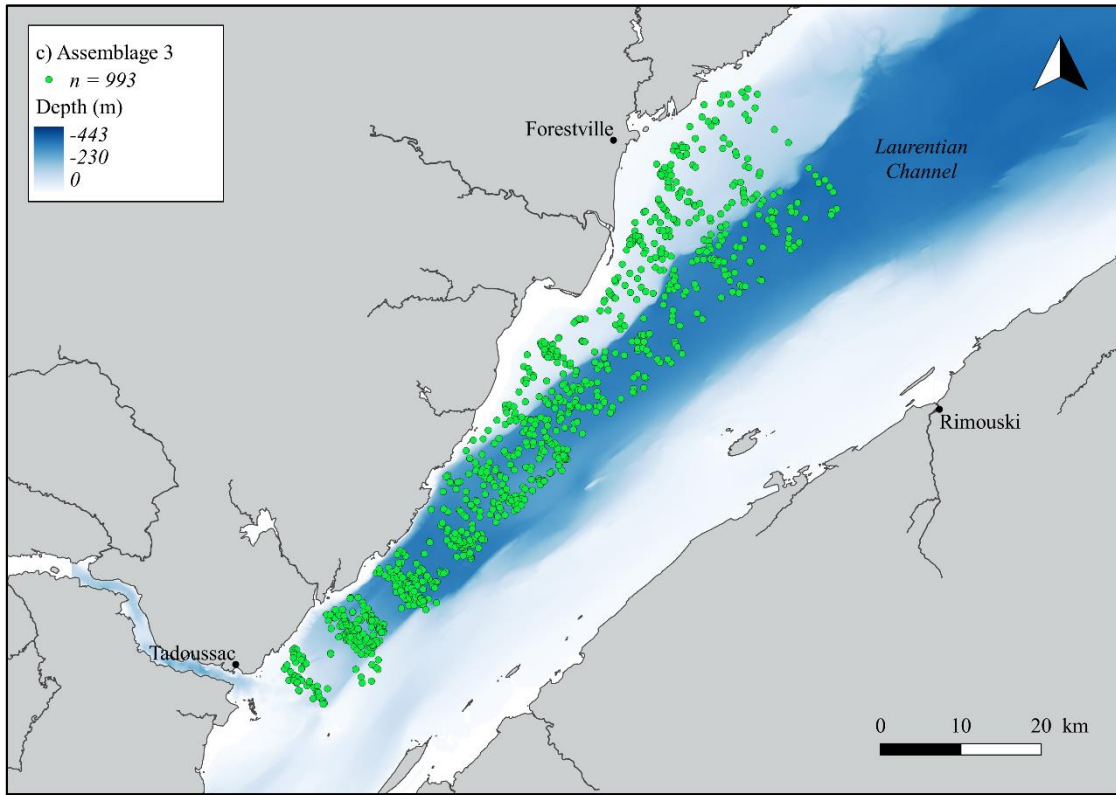 c) Assemblage 3
n = 993
Depth (m)
-443
-230
0
Forestville
Laurentian
Channel
Rimouski
Tadoussac
0 10 20 km